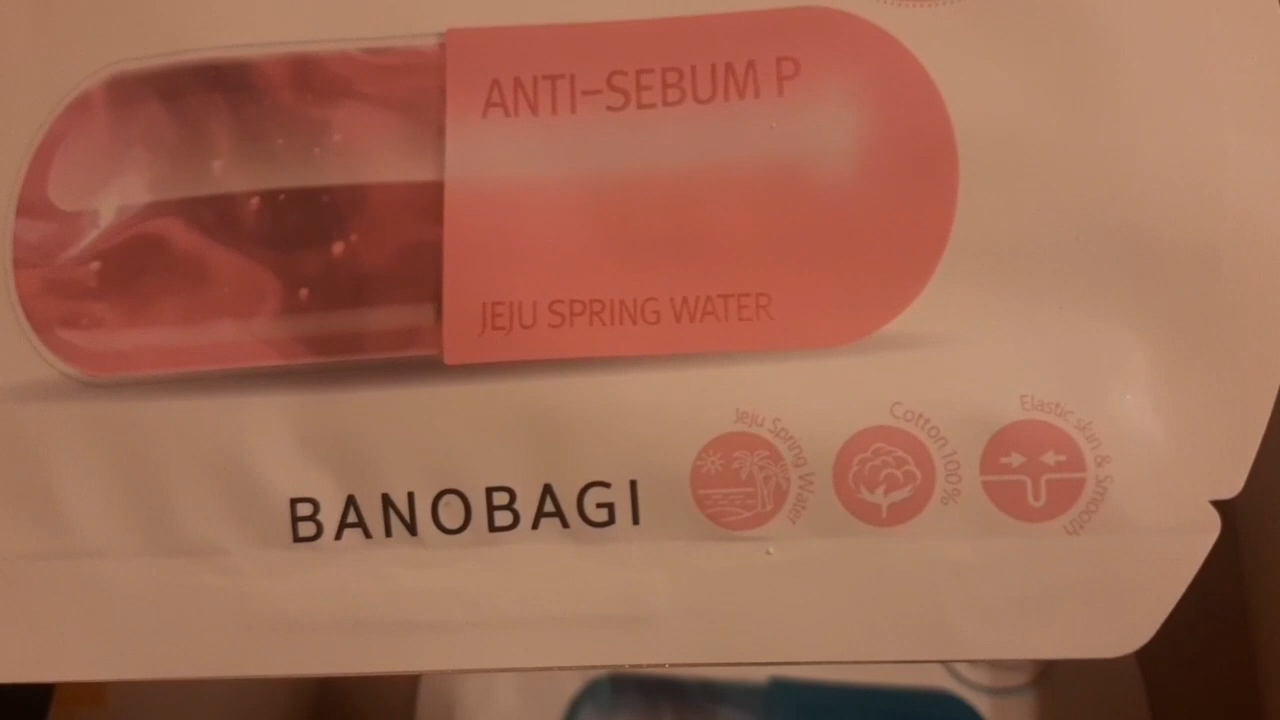 ANTI-SEBUM P
JEJU SPRING WATER
BANOBAGI
Jeju Spring Water
Cotton 100%
Elastic skin & Smooth